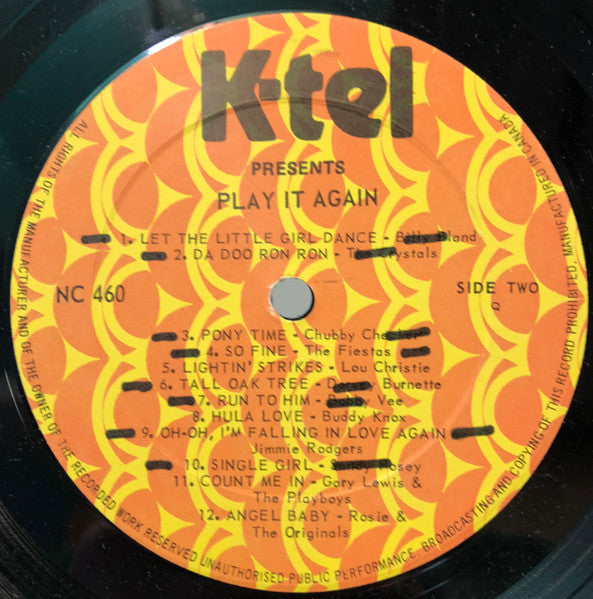 K-tel
PRESENTS
PLAY IT AGAIN
1. LET THE LITTLE GIRL DANCE - Billy Bland
2. DA DOO RON RON - The Crystals
NC 460
SIDE TWO
Q
3. PONY TIME - Chubby Checker
4. SO FINE - The Fiestas
5. LIGHTIN' STRIKES - Lou Christie
6. TALL OAK TREE - Dorsey Burnette
7. RUN TO HIM - Bobby Vee
8. HULA LOVE - Buddy Knox
9. OH-OH, I'M FALLING IN LOVE AGAIN
Jimmie Rodgers
10. SINGLE GIRL - Posey
11. COUNT ME IN - Gary Lewis &
The Playboys
12. ANGEL BABY - Rosie &
The Originals
ALL RIGHTS OF THE MANUFACTURER AND OF THE OWNER OF THE RECORDED WORK RESERVED UNAUTHORISED PUBLIC PERFORMANCE, BROADCASTING AND COPYING OF THIS RECORD PROHIBITED, MANUFACTURED IN CANADA